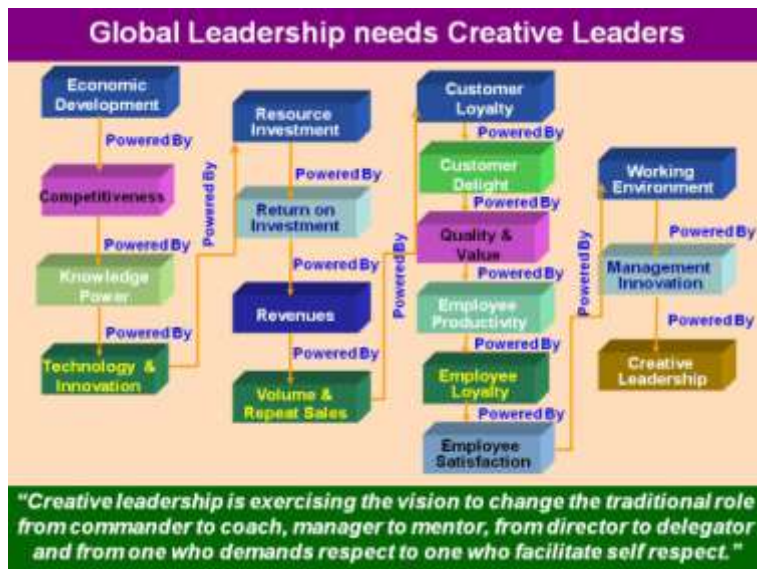 Global Leadership needs Creative Leaders
Economic
Development
Powered By
Competitiveness
Powered By
Knowledge
Power
Powered By
Technology &
Innovation
Powered By
Resource
Investment
Powered By
Return on
Investment
Powered By
Revenues
Powered By
Volume &
Repeat Sales
Powered By
Customer
Loyalty
Powered By
Customer
Delight
Powered By
Quality &
Value
Powered By
Employee
Productivity
Powered By
Employee
Loyalty
Powered By
Employee
Satisfaction
Powered By
Working
Environment
Powered By
Management
Innovation
Powered By
Creative
Leadership
"Creative leadership is exercising the vision to change the traditional role
from commander to coach, manager to mentor, from director to delegator
and from one who demands respect to one who facilitate self respect."